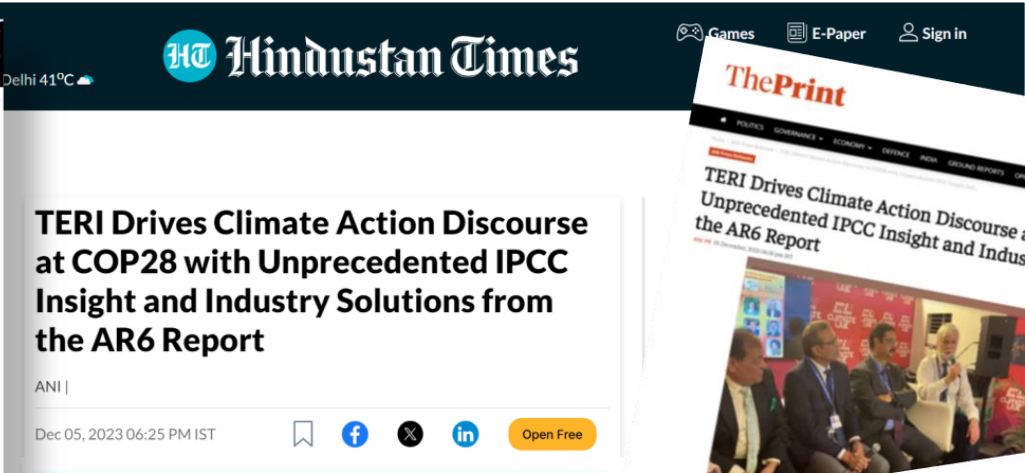 HT Hindustan Times
Games
E-Paper
Sign in
Delhi 41°C
TERI Drives Climate Action Discourse
at COP28 with Unprecedented IPCC
Insight and Industry Solutions from
the AR6 Report
ANI |
Dec 05, 2023 06:25 PM IST
Open Free
ThePrint
POLITICS GOVERNANCE ECONOMY DEFENCE INDIA GROUND REPORTS
TERI Drives Climate Action Discourse
Unprecedented IPCC Insight and Indus
the AR6 Report
CLIMATE